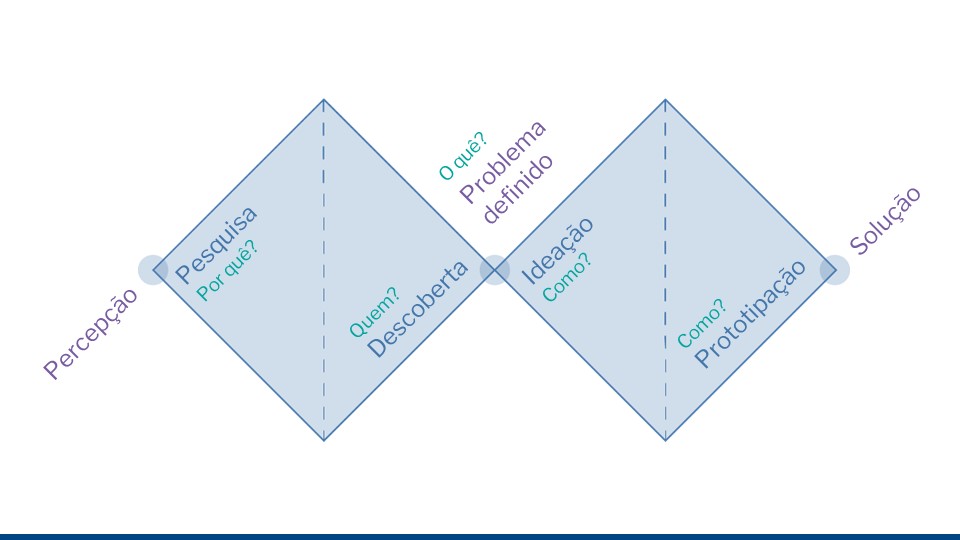 Percepção
Pesquisa
Por quê?
Quem?
Descoberta
O quê?
Problema
definido
Ideação
Como?
Como?
Prototipação
Solução